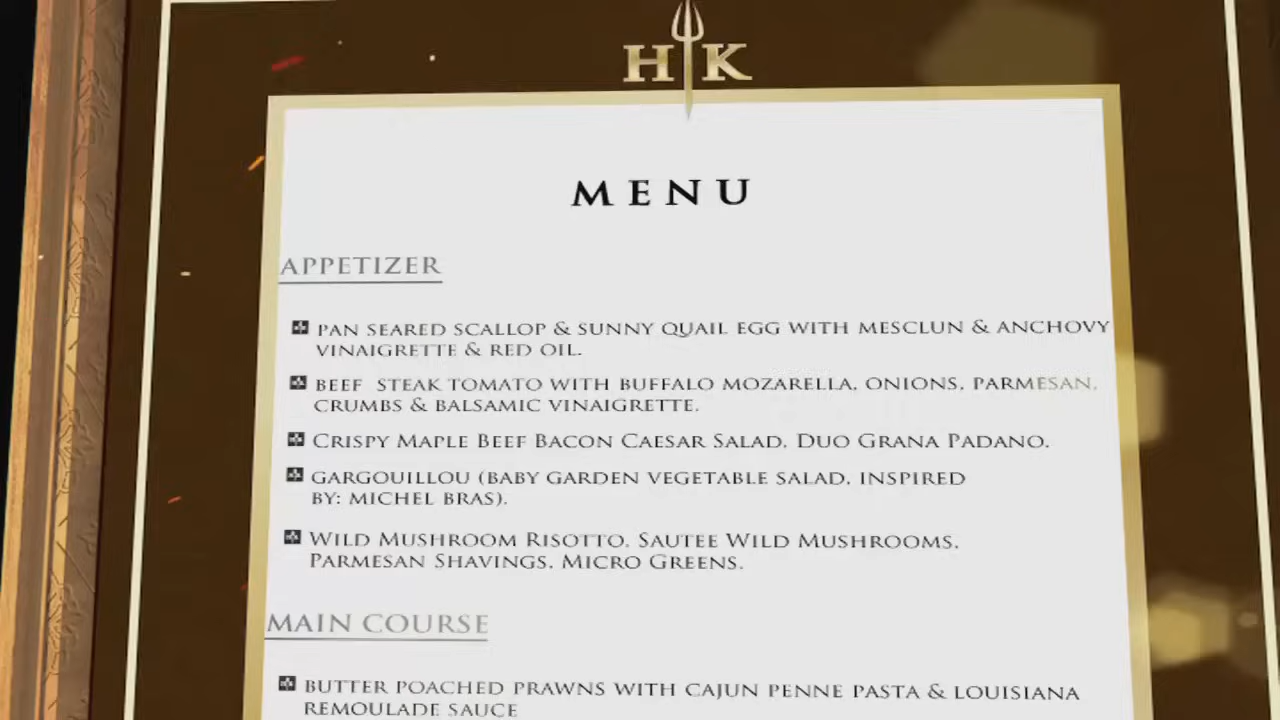 HK
MENU
APPETIZER
PAN SEARED SCALLOP & SUNNY QUAIL EGG WITH MESCLUN & ANCHOVY
VINAIGRETTE & RED OIL.
BEEF STEAK TOMATO WITH BUFFALO MOZARELLA, ONIONS, PARMESAN,
CRUMBS & BALSAMIC VINAIGRETTE.
CRISPY MAPLE BEEF BACON CAESAR SALAD, DUO GRANA PADANO.
GARGOUILLOU (BABY GARDEN VEGETABLE SALAD, INSPIRED
BY: MICHEL BRAS).
WILD MUSHROOM RISOTTO, SAUTEE WILD MUSHROOMS,
PARMESAN SHAVINGS, MICRO GREENS.
MAIN COURSE
BUTTER POACHED PRAWNS WITH CAJUN PENNE PASTA & LOUISIANA
REMOULADE SAUCE